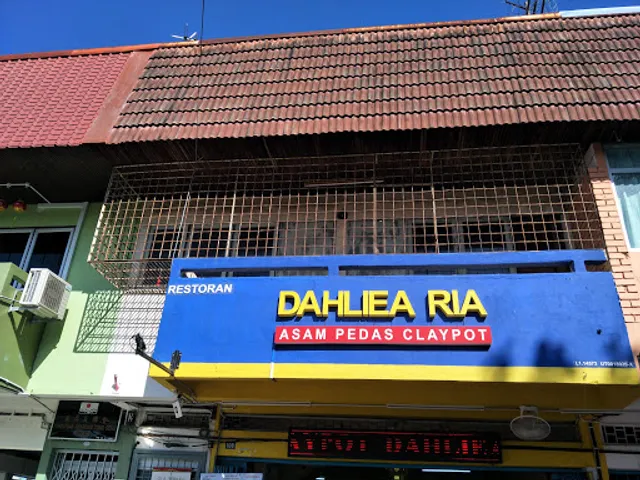 RESTORAN
DAHLIEA RIA
ASAM PEDAS CLAYPOT